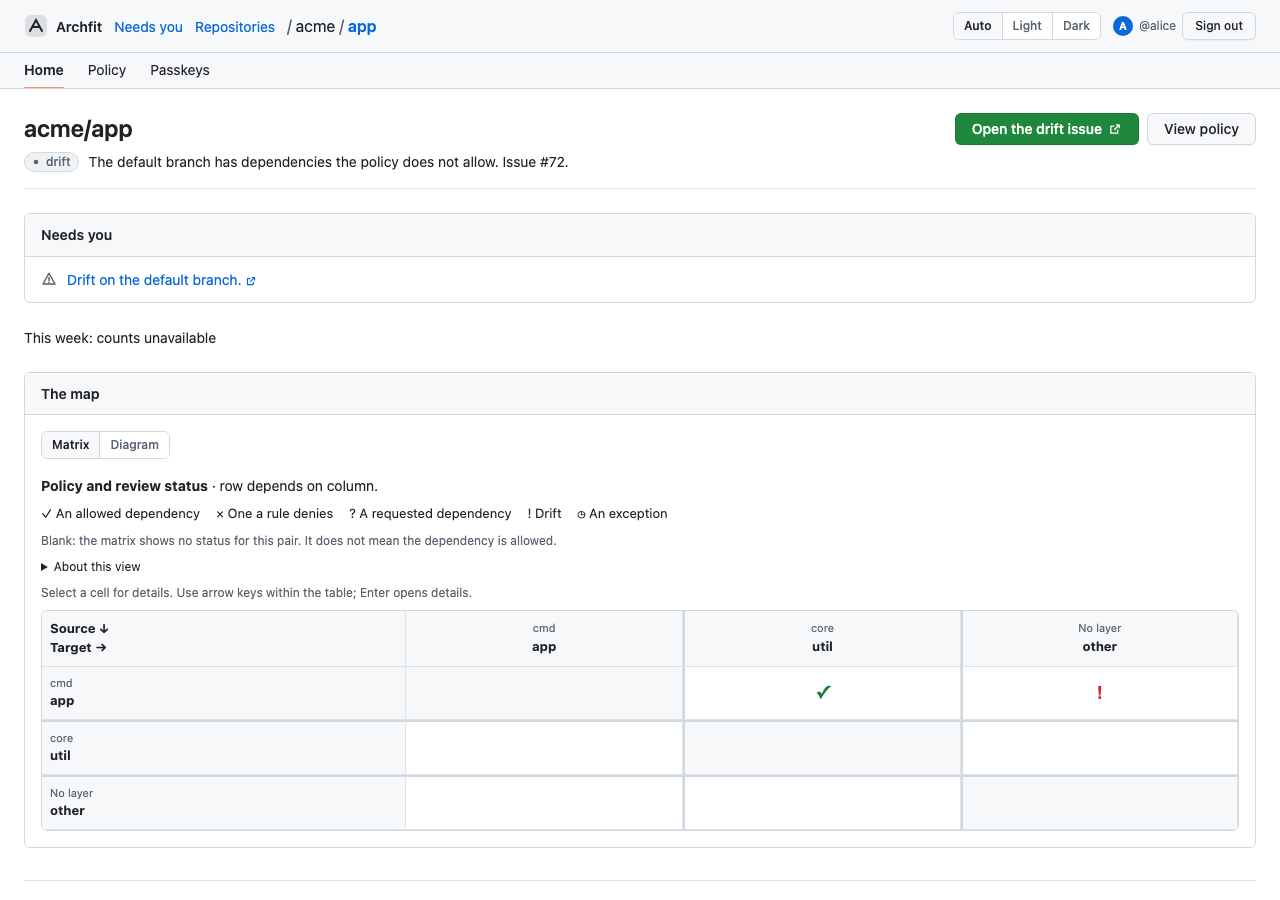 Archfit Needs you Repositories / acme / app Auto Light Dark A @alice Sign out
Home Policy Passkeys
acme/app
Open the drift issue View policy
drift The default branch has dependencies the policy does not allow. Issue #72.
Needs you
Drift on the default branch.
This week: counts unavailable
The map
Matrix Diagram
Policy and review status · row depends on column.
✓ An allowed dependency × One a rule denies ? A requested dependency ! Drift ◷ An exception
Blank: the matrix shows no status for this pair. It does not mean the dependency is allowed.
▶ About this view
Select a cell for details. Use arrow keys within the table; Enter opens details.
Source ↓ cmd core No layer
Target → app util other
cmd
app ✓ !
core
util
No layer
other